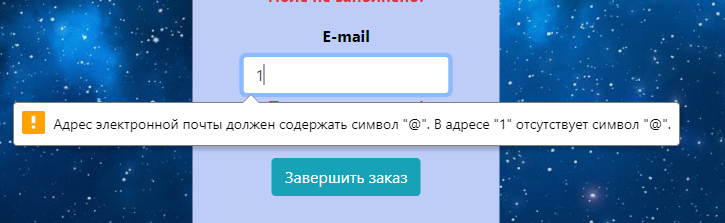 E-mail
1
Адрес электронной почты должен содержать символ "@". В адресе "1" отсутствует символ "@".
Завершить заказ